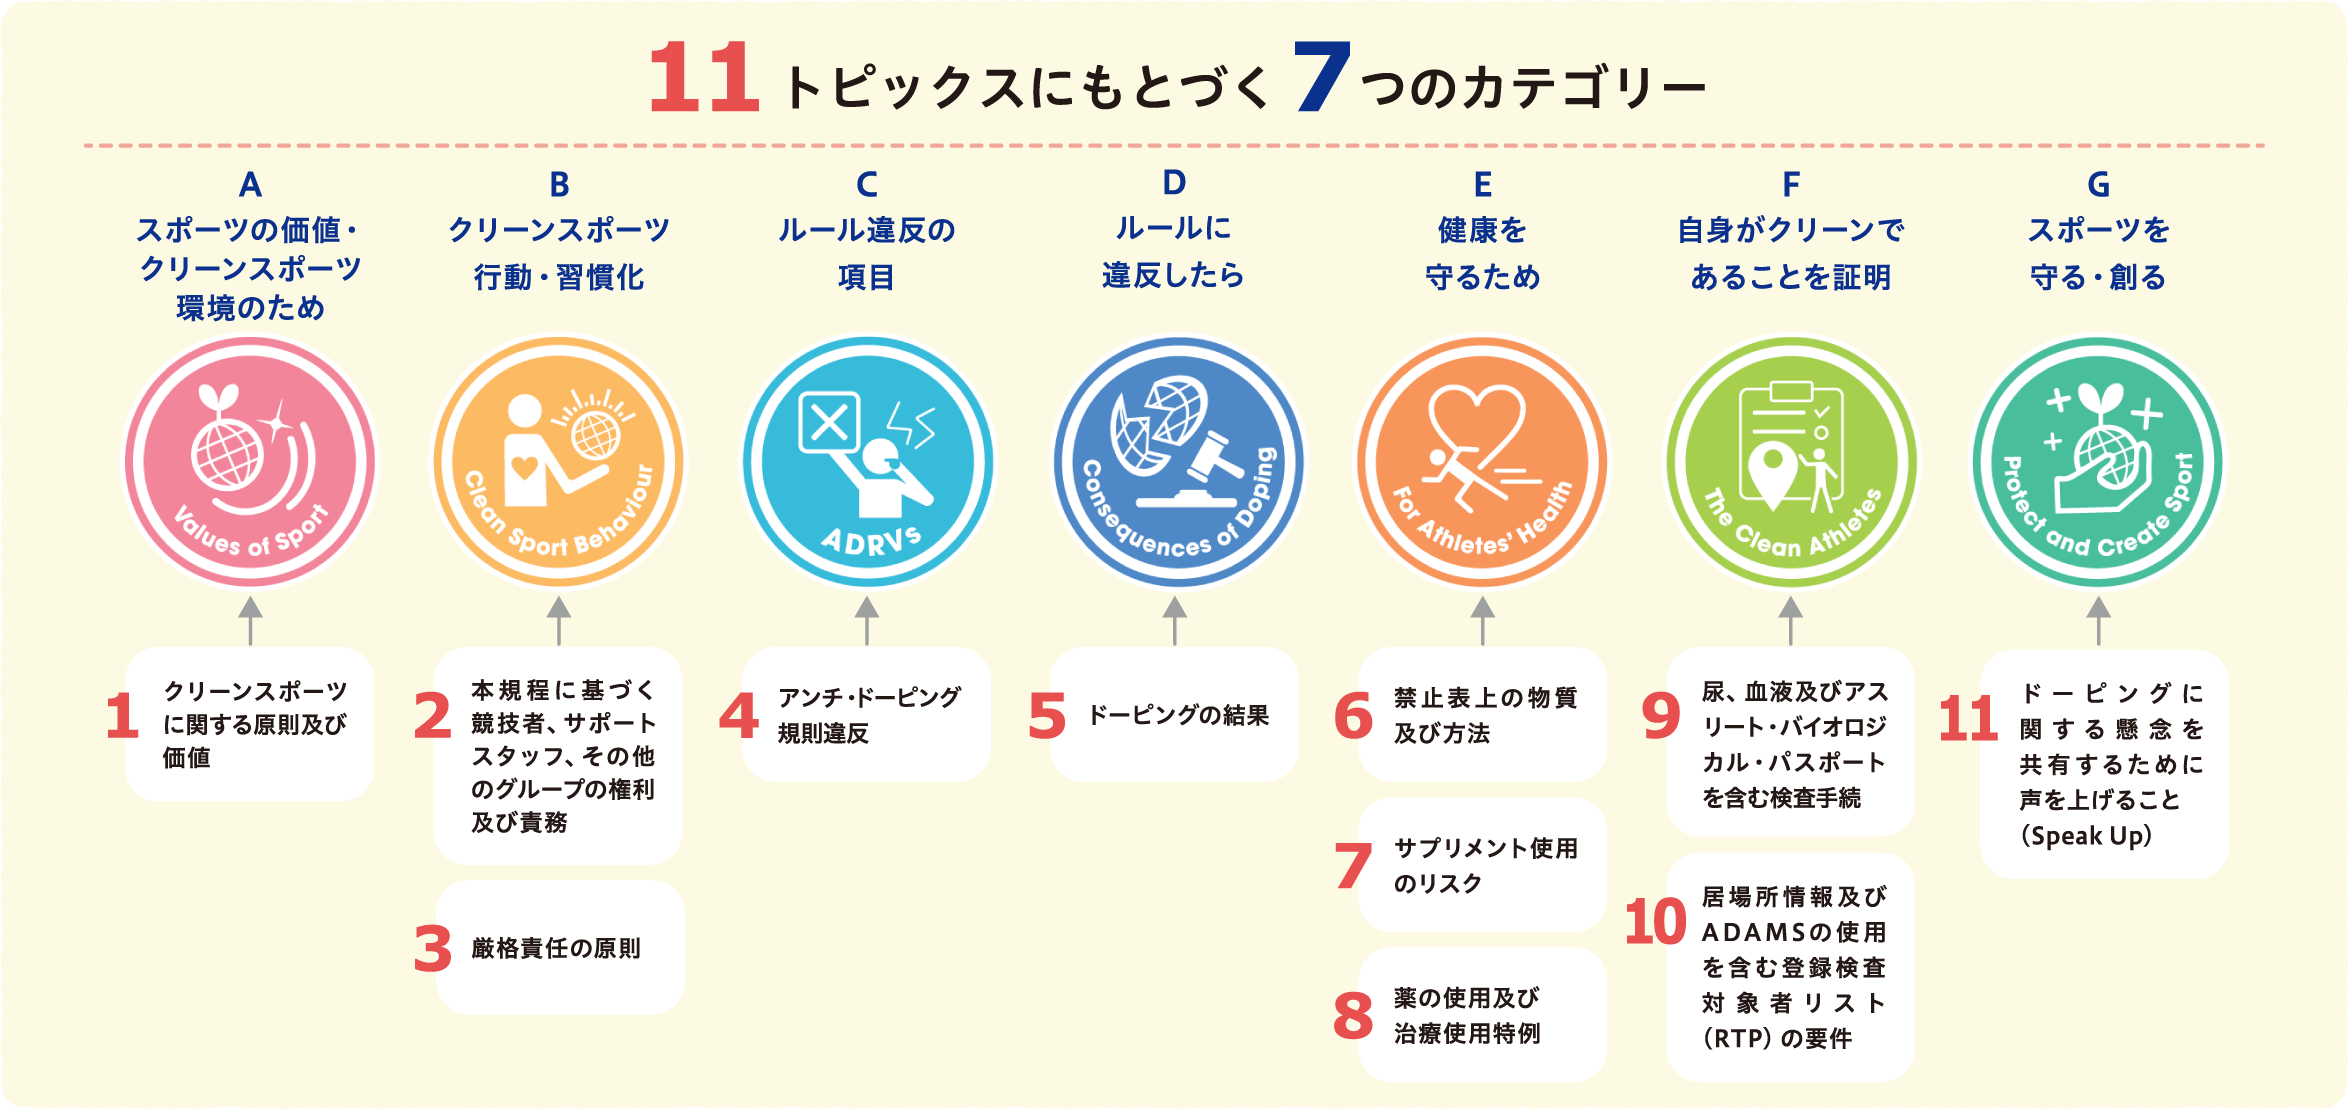 11 トピックスにもとづく 7つのカテゴリー
A
スポーツの価値・
クリーンスポーツ
環境のため
Values of Sport
1
クリーンスポーツ
に関する原則及び
価値
B
クリーンスポーツ
行動・習慣化
Clean Sport Behaviour
2
本規程に基づく
競技者、サポート
スタッフ、その他
のグループの権利
及び責務
3
厳格責任の原則
C
ルール違反の
項目
ADRVs
4
アンチ・ドーピング
規則違反
D
ルールに
違反したら
Consequences of Doping
5
ドーピングの結果
E
健康を
守るため
For Athletes' Health
6
禁止表上の物質
及び方法
7
サプリメント使用
のリスク
8
薬の使用及び
治療使用特例
F
自身がクリーンで
あることを証明
The Clean Athletes
9
尿、血液及びアス
リート・バイオロジ
カル・パスポート
を含む検査手続
10
居場所情報及び
ADAMSの使用
を含む登録検査
対象者リスト
（RTP）の要件
G
スポーツを
守る・創る
Protect and Create Sport
11
ドーピングに
関する懸念を
共有するために
声を上げること
（Speak Up）